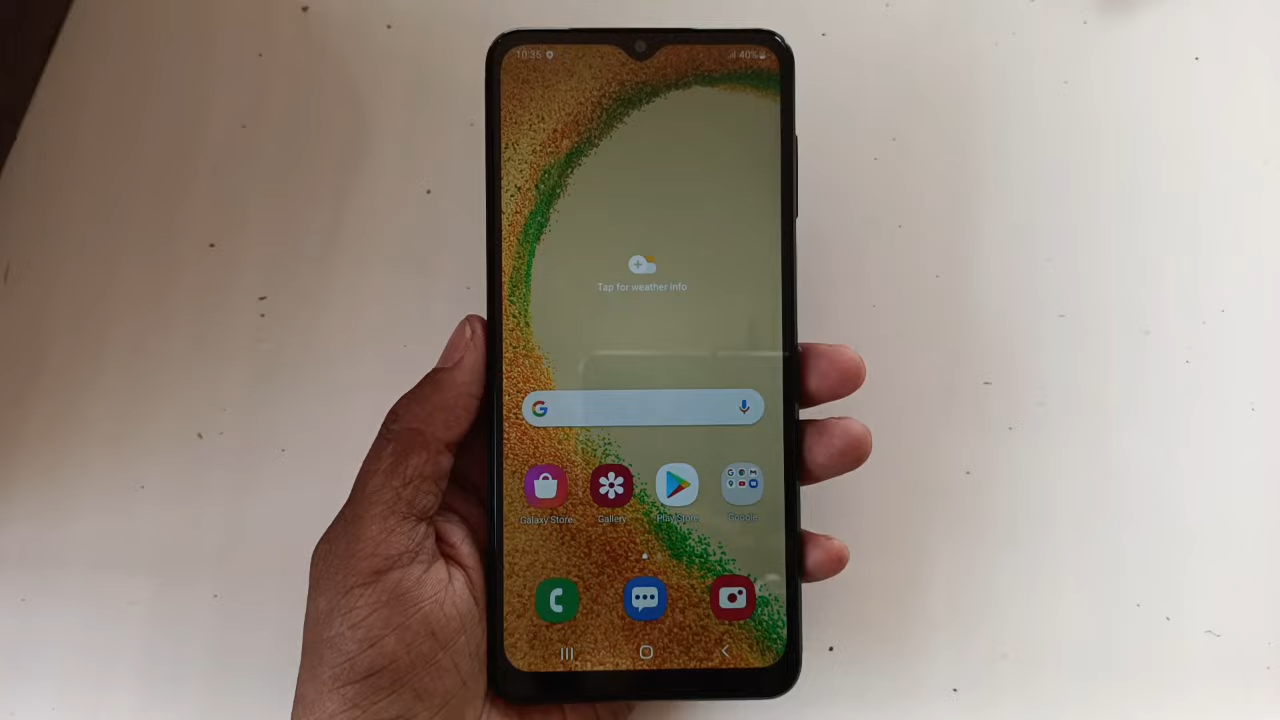 10:35
40%
Tap for weather info
G
Galaxy Store
Gallery
Play Store
Google